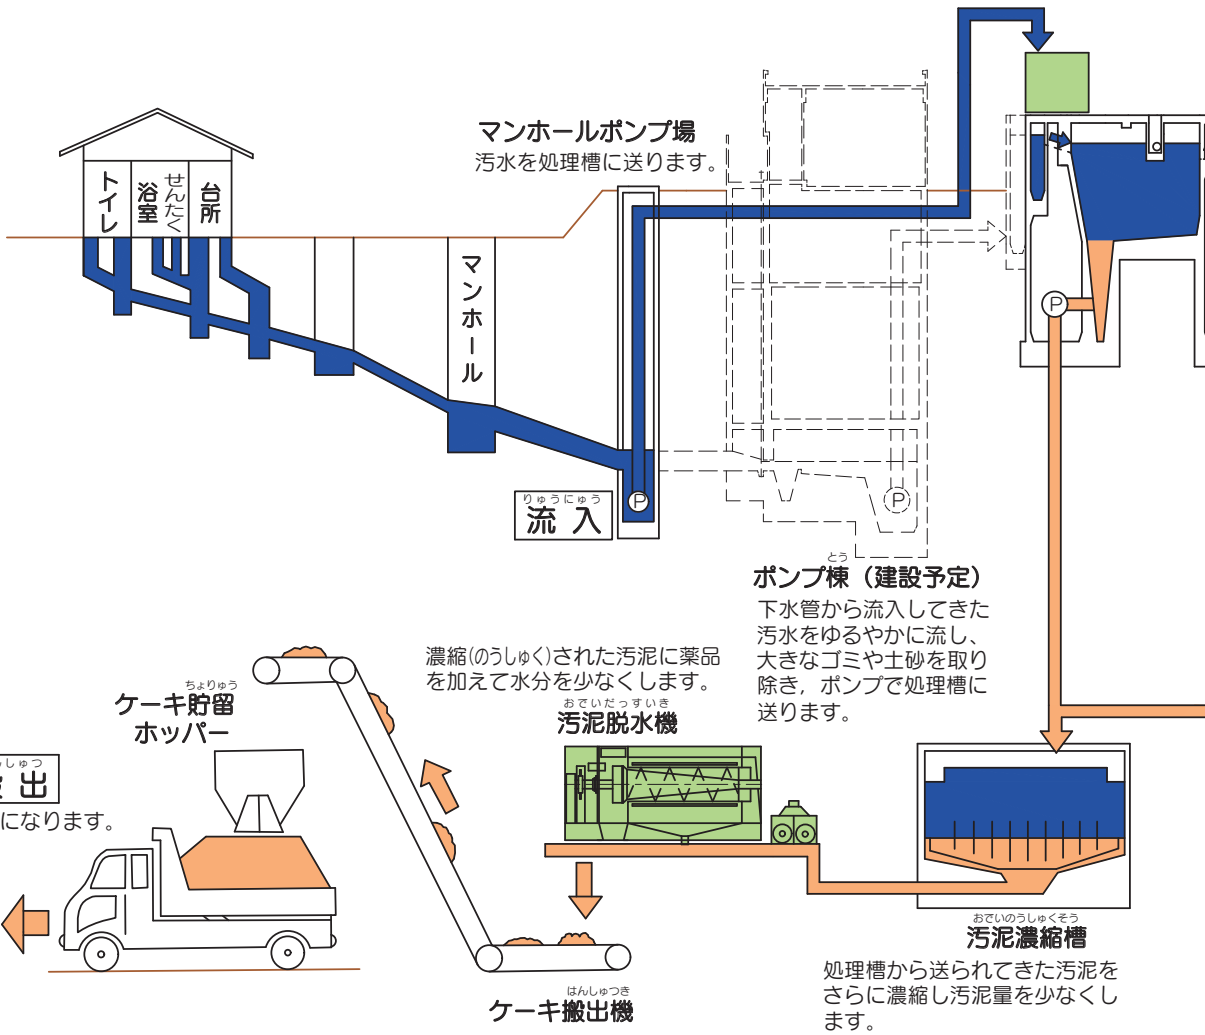 マンホールポンプ場
汚水を処理槽に送ります。
トイレ
浴室
せんたく
台所
マンホール
P
P
りゅうにゅう
流入
P
とう
ポンプ棟（建設予定）
下水管から流入してきた
汚水をゆるやかに流し、
大きなゴミや土砂を取り
除き，ポンプで処理槽に
送ります。
濃縮(のうしゅく)された汚泥に薬品
を加えて水分を少なくします。
おでいだっすいき
汚泥脱水機
ちょりゅう
ケーキ貯留
ホッパー
しゅつ
出
になります。
はんしゅつき
ケーキ搬出機
おでいのうしゅくそう
汚泥濃縮槽
処理槽から送られてきた汚泥を
さらに濃縮し汚泥量を少なくし
ます。